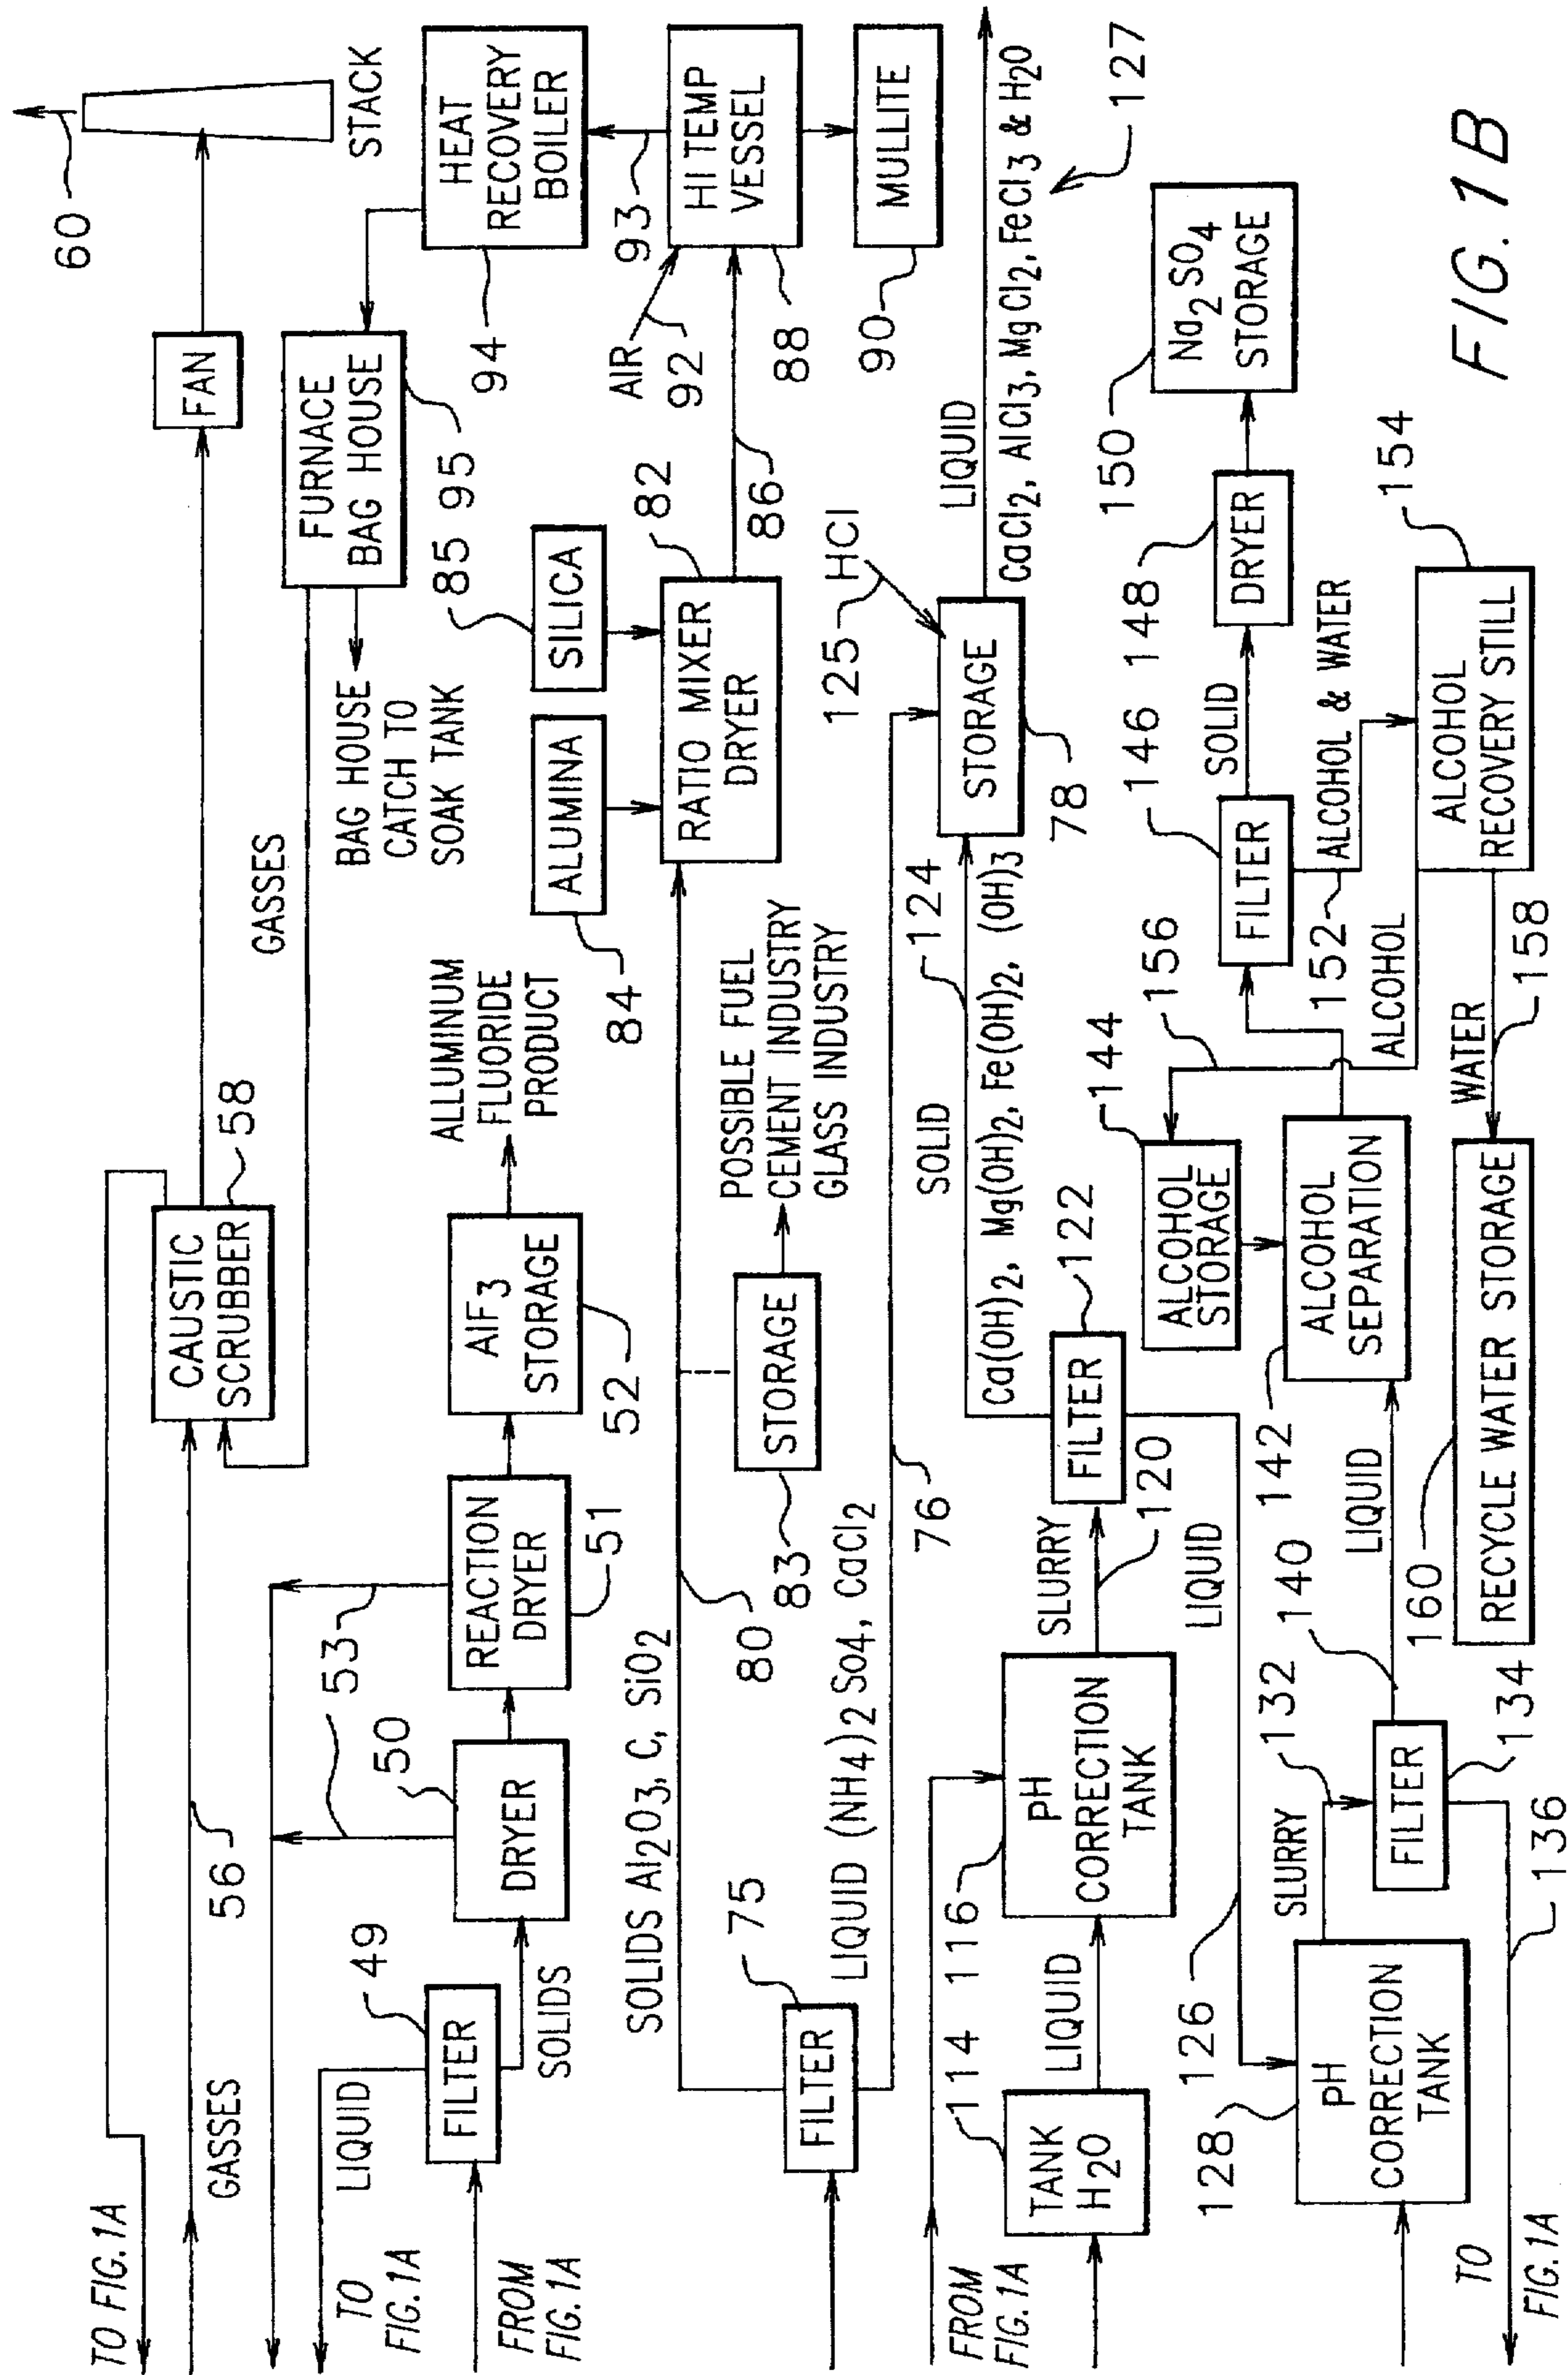 TO FIG. 1A
GASSES
56
CAUSTIC
SCRUBBER
58
FAN
60
STACK
GASSES
FURNACE
BAG HOUSE
95
BAG HOUSE
CATCH TO
SOAK TANK
HEAT
RECOVERY
BOILER
94
93
TO
FIG. 1A
LIQUID
FROM
FIG. 1A
FILTER
49
SOLIDS
DRYER
50
53
REACTION
DRYER
51
AlF3
STORAGE
52
ALLUMINUM
FLUORIDE
PRODUCT
ALUMINA
84
SILICA
85
RATIO MIXER
DRYER
82
86
AIR
92
HI TEMP
VESSEL
88
MULLITE
90
FILTER
75
SOLIDS Al2O3, C, SiO2
80
STORAGE
83
POSSIBLE FUEL
CEMENT INDUSTRY
GLASS INDUSTRY
LIQUID (NH4)2 So4, CaCl2
76
STORAGE
78
125
HCl
LIQUID
CaCl2, AlCl3, MgCl2, FeCl3 & H2O
127
FROM
FIG. 1A
TANK
H2O
114
LIQUID
pH
CORRECTION
TANK
116
SLURRY
120
FILTER
122
SOLID
124
Ca(OH)2, Mg(OH)2, Fe(OH)2, (OH)3
LIQUID
126
pH
CORRECTION
TANK
128
SLURRY
132
FILTER
134
136
TO
FIG. 1A
140
LIQUID
ALCOHOL
SEPARATION
142
ALCOHOL
STORAGE
144
FILTER
146
SOLID
DRYER
148
Na2SO4
STORAGE
150
152
ALCOHOL & WATER
ALCOHOL
RECOVERY STILL
154
ALCOHOL
156
WATER
158
RECYCLE WATER STORAGE
160
FIG. 1B